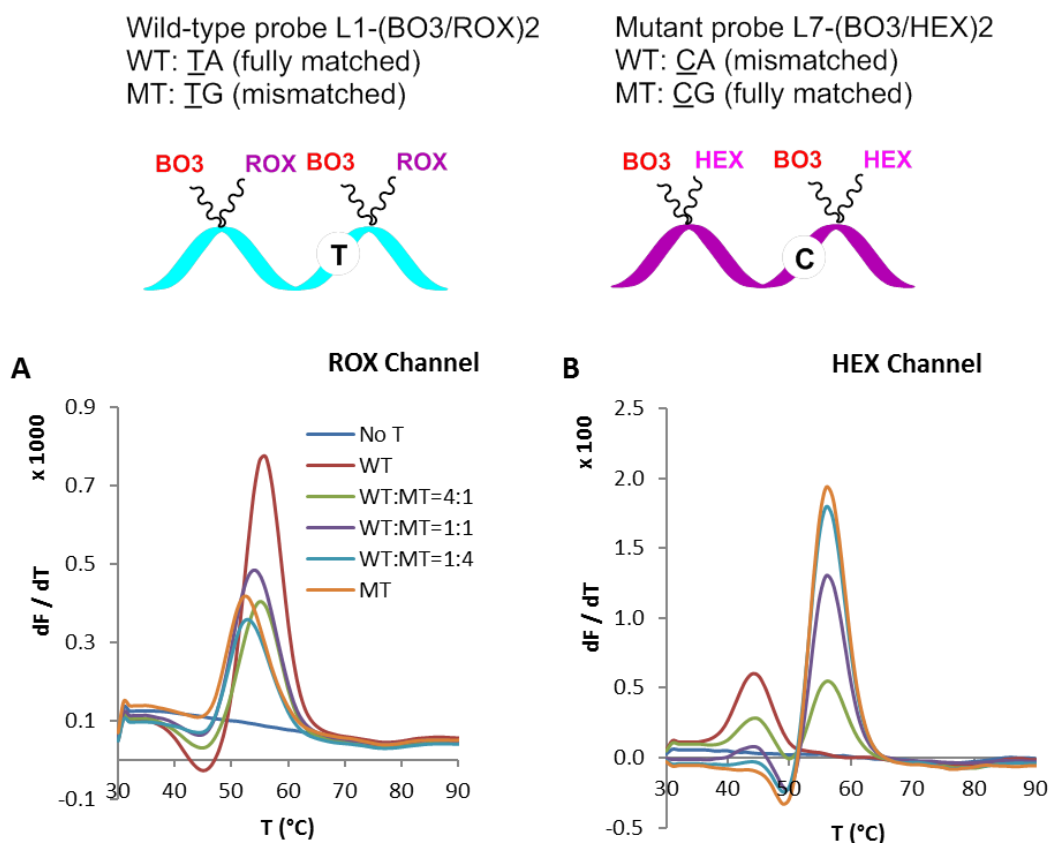 Wild-type probe L1-(BO3/ROX)2
WT: TA (fully matched)
MT: TG (mismatched)
Mutant probe L7-(BO3/HEX)2
WT: CA (mismatched)
MT: CG (fully matched)
BO3 ROX BO3 ROX
T
BO3 HEX BO3 HEX
C
A
ROX Channel
x 1000
dF / dT
0.9
0.7
0.5
0.3
0.1
-0.1
No T
WT
WT:MT=4:1
WT:MT=1:1
WT:MT=1:4
MT
30 40 50 60 70 80 90
T (°C)
B
HEX Channel
x 100
dF / dT
2.5
2.0
1.5
1.0
0.5
0.0
-0.5
30 40 50 60 70 80 90
T (°C)